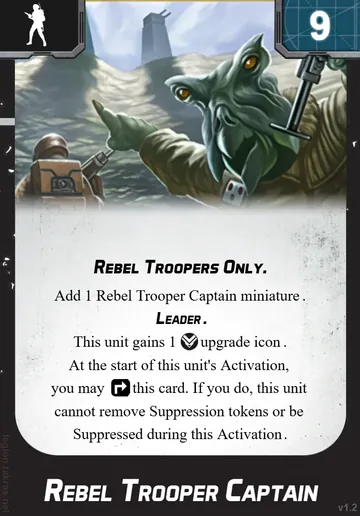 9
Rebel Troopers Only.
Add 1 Rebel Trooper Captain miniature.
Leader.
This unit gains 1 upgrade icon.
At the start of this unit's Activation,
you may this card. If you do, this unit
cannot remove Suppression tokens or be
Suppressed during this Activation.
Rebel Trooper Captain
v1.2